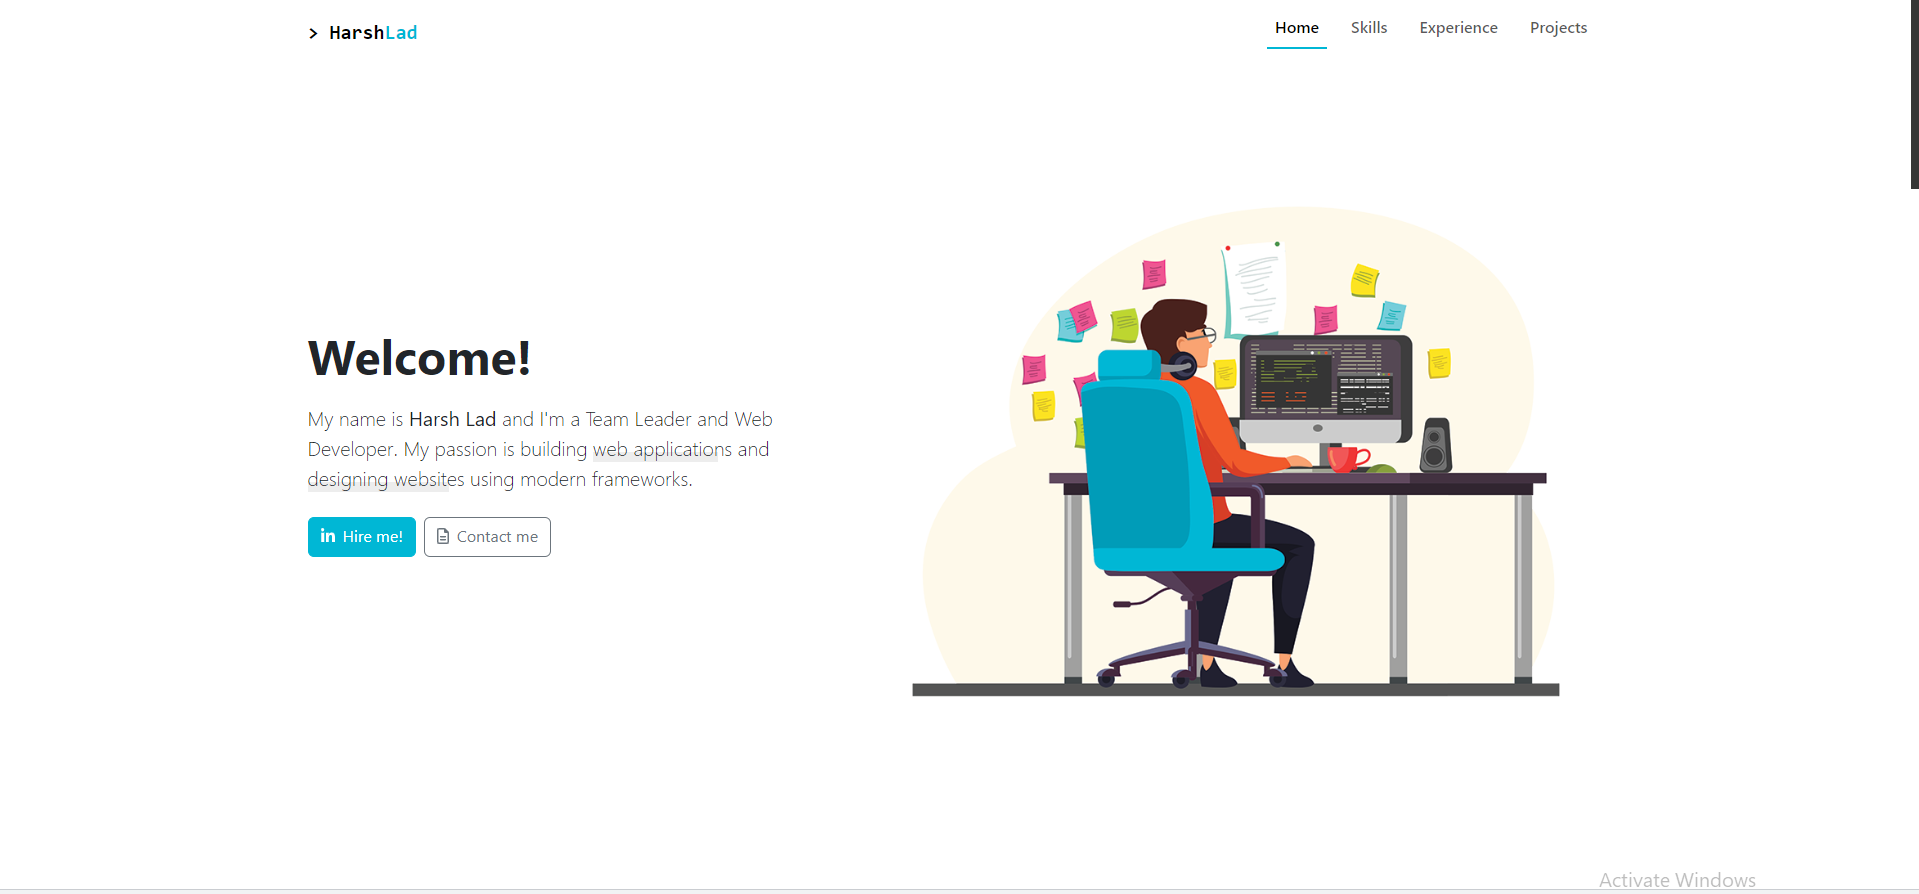 > HarshLad
Home Skills Experience Projects
Welcome!
My name is Harsh Lad and I'm a Team Leader and Web
Developer. My passion is building web applications and
designing websites using modern frameworks.
in Hire me! Contact me
Activate Windows